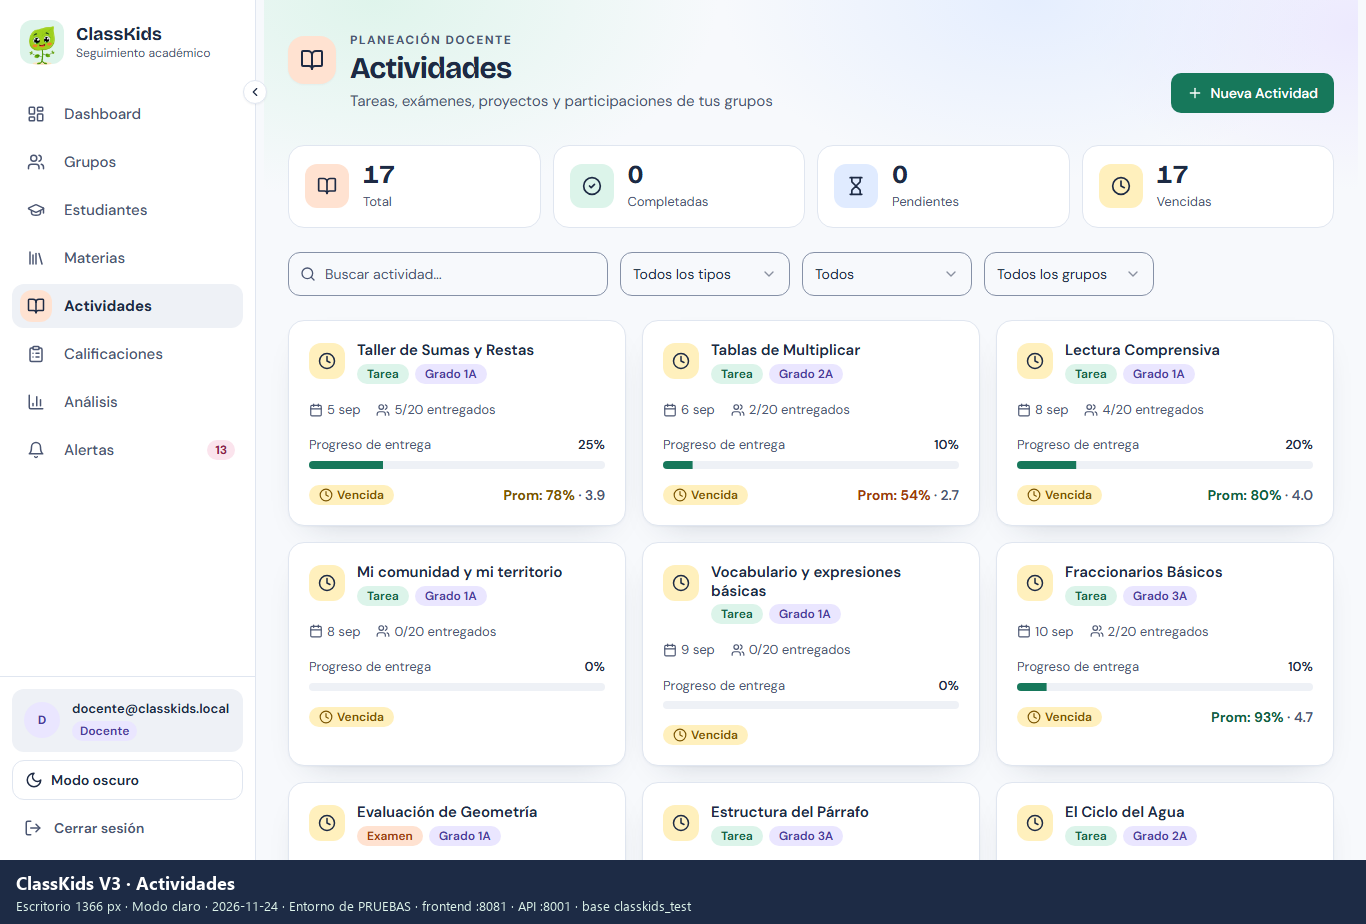 ClassKids
Seguimiento académico
Dashboard
Grupos
Estudiantes
Materias
Actividades
Calificaciones
Análisis
Alertas 13
D
docente@classkids.local
Docente
Modo oscuro
Cerrar sesión
PLANEACIÓN DOCENTE
Actividades
Tareas, exámenes, proyectos y participaciones de tus grupos
Nueva Actividad
17
Total
0
Completadas
0
Pendientes
17
Vencidas
Buscar actividad...
Todos los tipos
Todos
Todos los grupos
Taller de Sumas y Restas
Tarea Grado 1A
5 sep 5/20 entregados
Progreso de entrega 25%
Vencida Prom: 78% · 3.9
Tablas de Multiplicar
Tarea Grado 2A
6 sep 2/20 entregados
Progreso de entrega 10%
Vencida Prom: 54% · 2.7
Lectura Comprensiva
Tarea Grado 1A
8 sep 4/20 entregados
Progreso de entrega 20%
Vencida Prom: 80% · 4.0
Mi comunidad y mi territorio
Tarea Grado 1A
8 sep 0/20 entregados
Progreso de entrega 0%
Vencida
Vocabulario y expresiones
básicas
Tarea Grado 1A
9 sep 0/20 entregados
Progreso de entrega 0%
Vencida
Fraccionarios Básicos
Tarea Grado 3A
10 sep 2/20 entregados
Progreso de entrega 10%
Vencida Prom: 93% · 4.7
Evaluación de Geometría
Examen Grado 1A
Estructura del Párrafo
Tarea Grado 3A
El Ciclo del Agua
Tarea Grado 2A
ClassKids V3 · Actividades
Escritorio 1366 px · Modo claro · 2026-11-24 · Entorno de PRUEBAS · frontend :8081 · API :8001 · base classkids_test